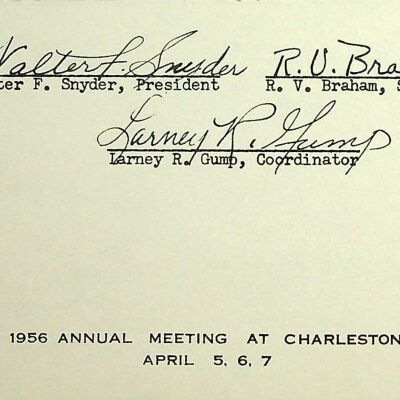 Walter F. Snyder R. V. Bra
ter F. Snyder, President R. V. Braham, S
Larney R. Gump
Larney R. Gump, Coordinator
1956 ANNUAL MEETING AT CHARLESTON
APRIL 5, 6, 7